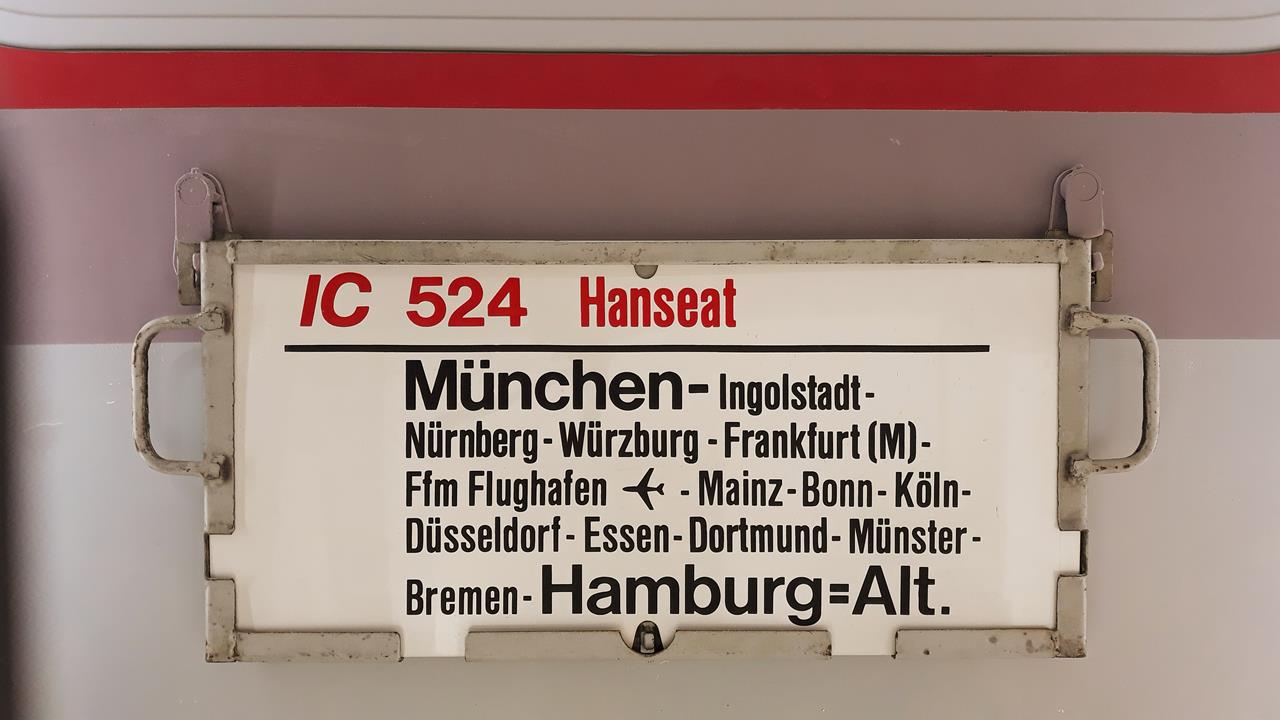 IC 524 Hanseat
München- Ingolstadt-
Nürnberg - Würzburg - Frankfurt (M)-
Ffm Flughafen ✈ - Mainz - Bonn - Köln-
Düsseldorf - Essen - Dortmund - Münster -
Bremen - Hamburg=Alt.